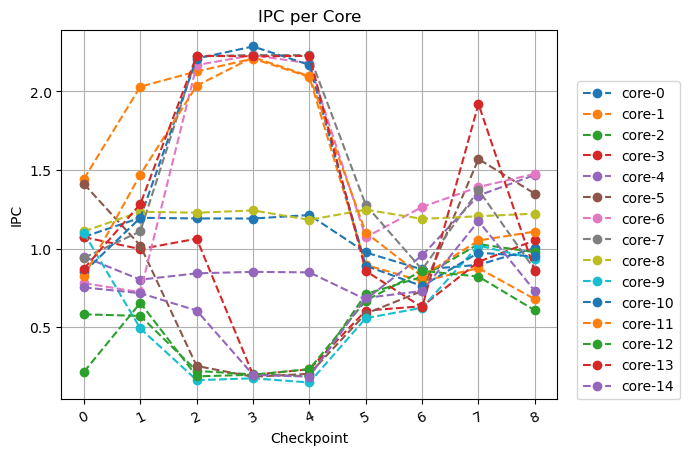 IPC per Core
IPC
2.0
1.5
1.0
0.5
0 1 2 3 4 5 6 7 8
Checkpoint
core-0
core-1
core-2
core-3
core-4
core-5
core-6
core-7
core-8
core-9
core-10
core-11
core-12
core-13
core-14